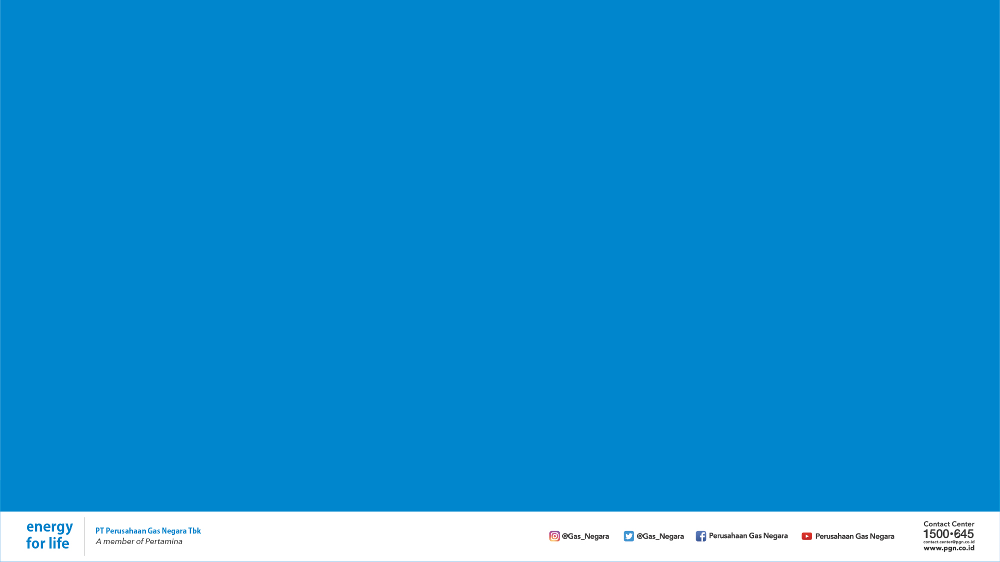 energy
for life
PT Perusahaan Gas Negara Tbk
A member of Pertamina
@Gas_Negara
@Gas_Negara
Perusahaan Gas Negara
Perusahaan Gas Negara
Contact Center
1500•645
contact.center@pgn.co.id
www.pgn.co.id